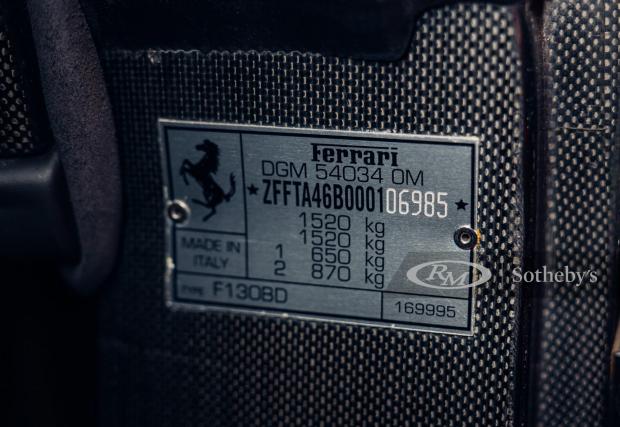 Ferrari
DGM 54034 OM
★ZFFTA46B000106985★
1520 kg
1520 kg
1 650 kg
2 870 kg
MADE IN
ITALY
TYPE F130BD
169995
RM Sotheby's